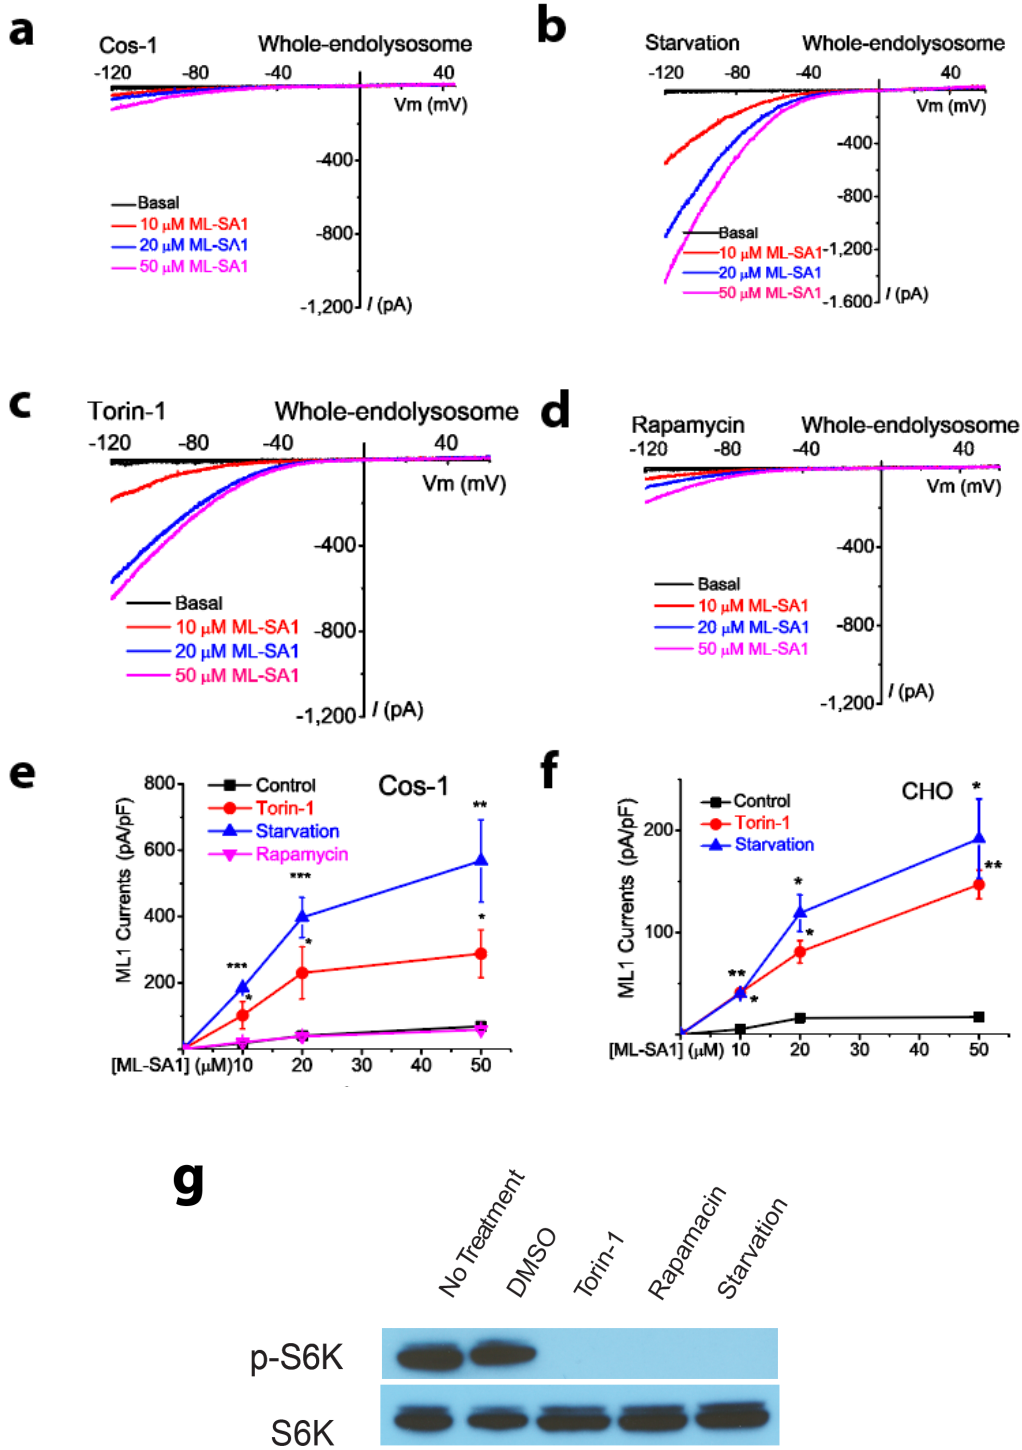 a
Cos-1
Whole-endolysosome
-120 -80 -40 40
Vm (mV)
-400
-800
-1,200
I (pA)
Basal
10 μM ML-SA1
20 μM ML-SA1
50 μM ML-SA1
b
Starvation
Whole-endolysosome
-120 -80 -40 40
Vm (mV)
-400
-800
-1,200
-1.600
I (pA)
Basal
10 μM ML-SA1
20 μM ML-SA1
50 μM ML-SA1
c
Torin-1
Whole-endolysosome
-120 -80 -40 40
Vm (mV)
-400
-800
-1,200
I (pA)
Basal
10 μM ML-SA1
20 μM ML-SA1
50 μM ML-SA1
d
Rapamycin
Whole-endolysosome
-120 -80 -40 40
Vm (mV)
-400
-800
-1,200
I (pA)
Basal
10 μM ML-SA1
20 μM ML-SA1
50 μM ML-SA1
e
Cos-1
ML1 Currents (pA/pF)
800
600
400
200
Control
Torin-1
Starvation
Rapamycin
***
*
***
*
**
*
[ML-SA1] (μM)10 20 30 40 50
f
CHO
ML1 Currents (pA/pF)
200
100
Control
Torin-1
Starvation
**
*
*
*
*
**
[ML-SA1] (μM) 10 20 30 40 50
g
No Treatment
DMSO
Torin-1
Rapamacin
Starvation
p-S6K
S6K